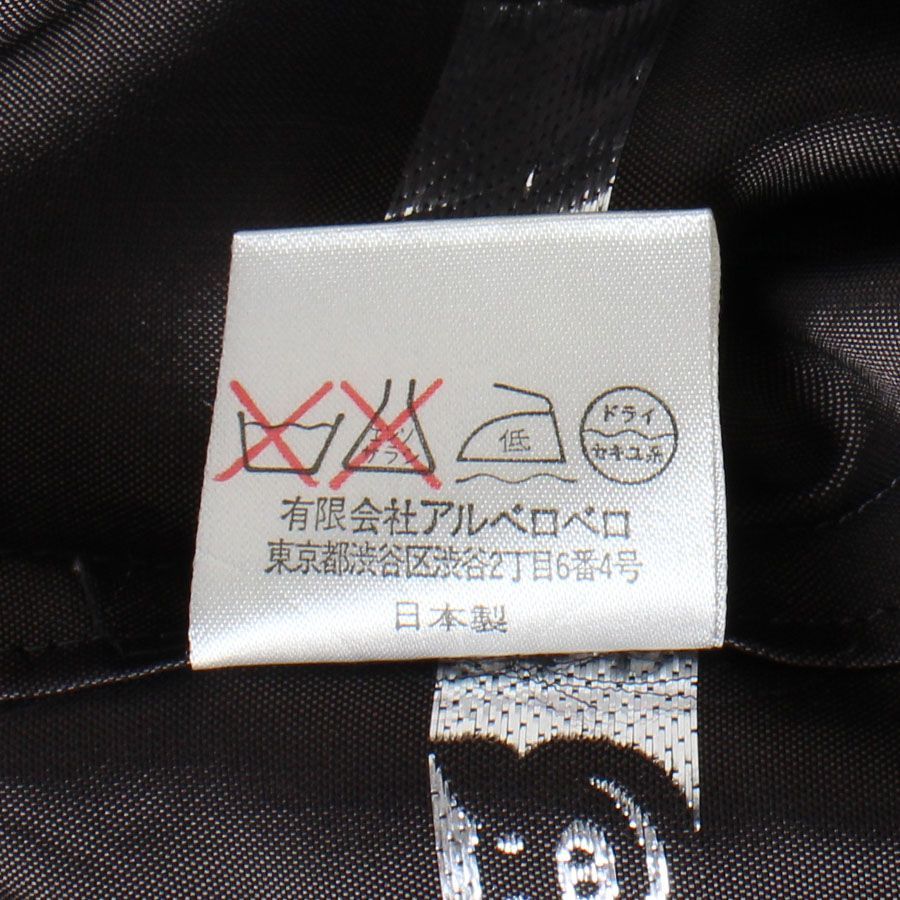 エンソ
サラシ
低
ドライ
セキユ系
有限会社アルベロベロ
東京都渋谷区渋谷2丁目6番4号
日本製